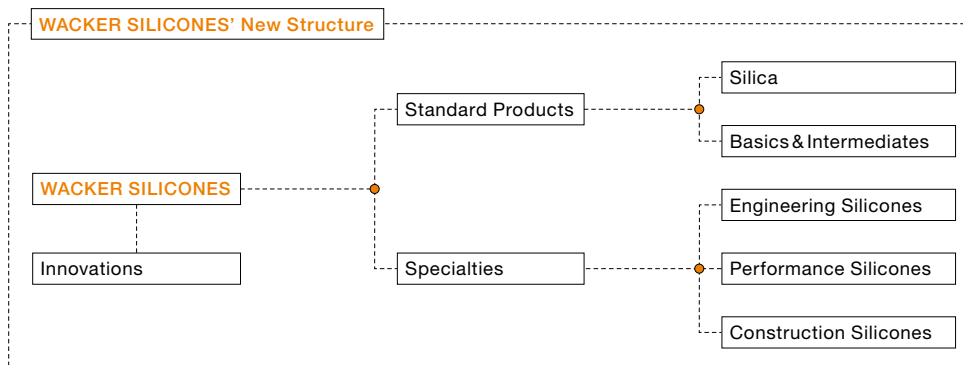 WACKER SILICONES’ New Structure
Silica
Standard Products
Basics & Intermediates
WACKER SILICONES
Engineering Silicones
Innovations
Specialties
Performance Silicones
Construction Silicones